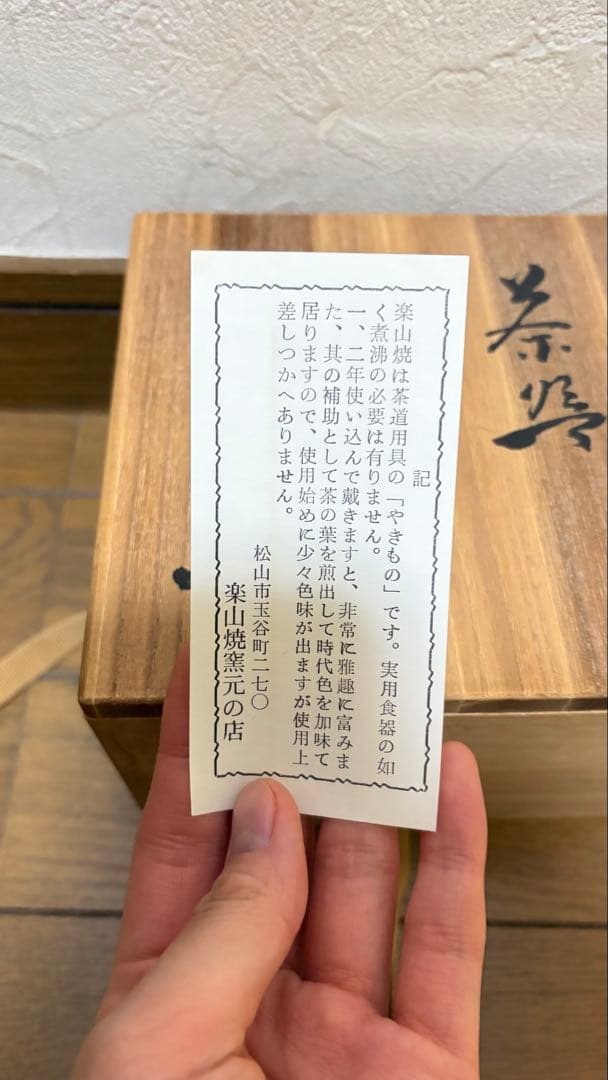 記
楽山焼は茶道用具の「やきもの」です。実用食器の如
く煮沸の必要は有りません。
一、二年使い込んで戴きますと、非常に雅趣に富みま
た、其の補助として茶の葉を煎出して時代色を加味て
居りますので、使用始めに少々色味が出ますが使用上
差しつかへありません。
松山市玉谷町二七〇
楽山焼窯元の店
茶盌